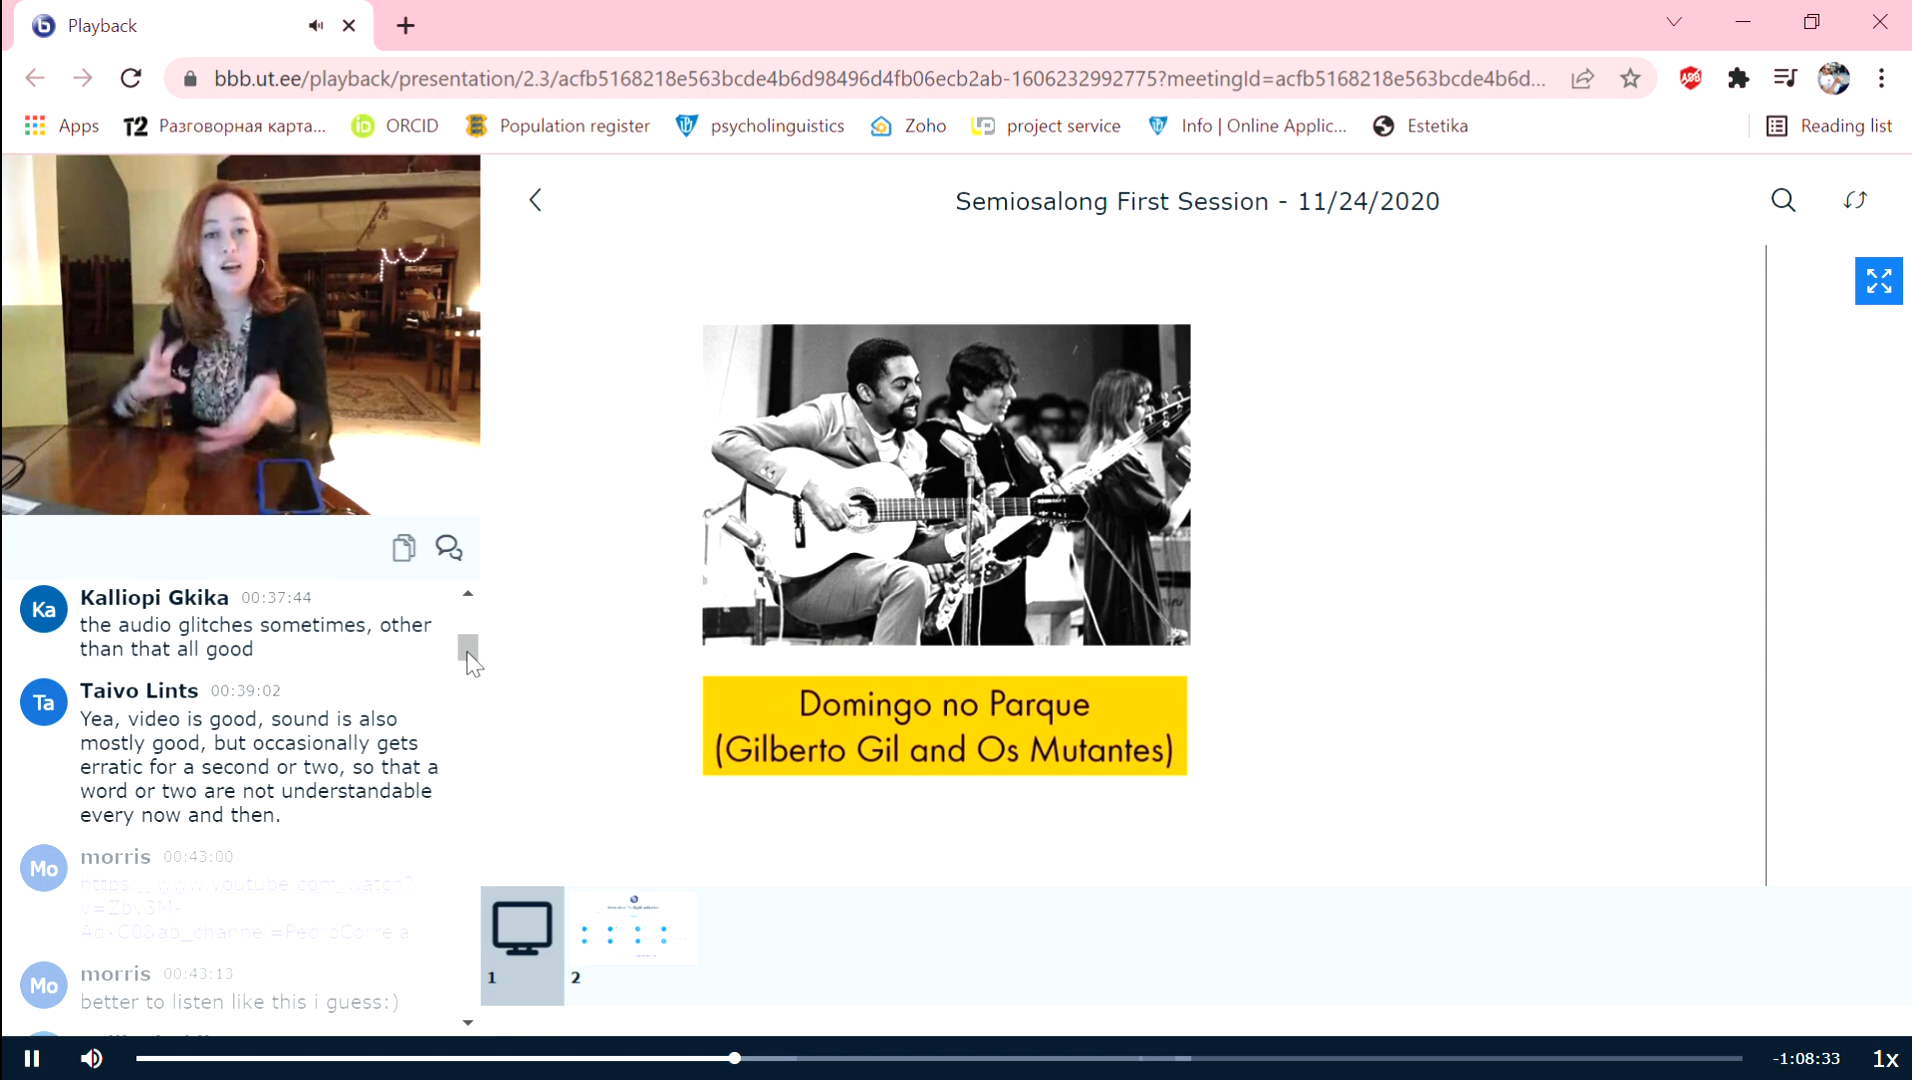 Playback
bbb.ut.ee/playback/presentation/2.3/acfb5168218e563bcde4b6d98496d4fb06ecb2ab-1606232992775?meetingId=acfb5168218e563bcde4b6d...
Apps T2 Разговорная карта... iD ORCID Population register psycholinguistics Zoho project service Info | Online Applic... Estetika Reading list
Semiosalong First Session - 11/24/2020
Domingo no Parque
(Gilberto Gil and Os Mutantes)
Ka Kalliopi Gkika 00:37:44
the audio glitches sometimes, other
than that all good
Ta Taivo Lints 00:39:02
Yea, video is good, sound is also
mostly good, but occasionally gets
erratic for a second or two, so that a
word or two are not understandable
every now and then.
Mo morris 00:43:00
Mo morris 00:43:13
better to listen like this i guess:)
1 2
-1:08:33 1x